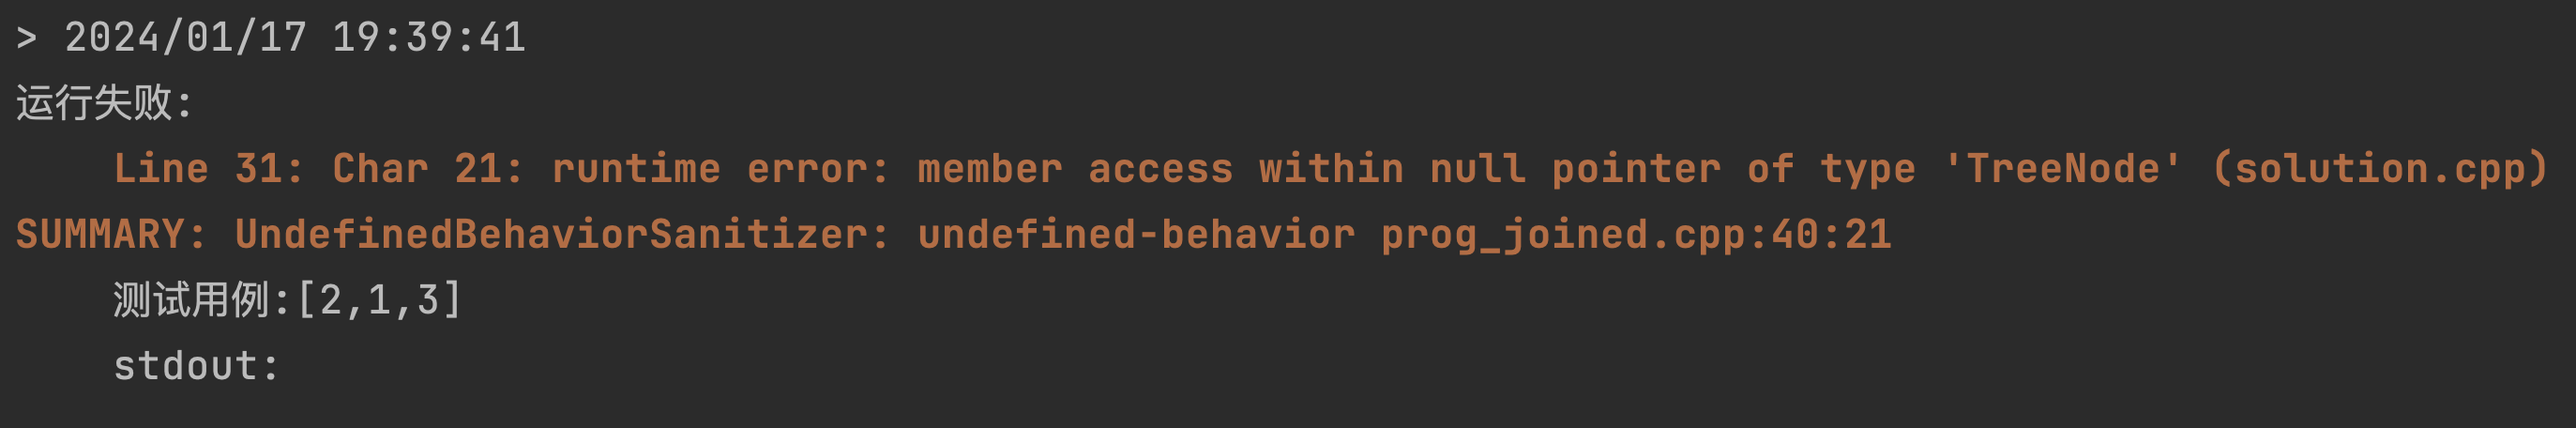 > 2024/01/17 19:39:41
运行失败:
Line 31: Char 21: runtime error: member access within null pointer of type 'TreeNode' (solution.cpp)
SUMMARY: UndefinedBehaviorSanitizer: undefined-behavior prog_joined.cpp:40:21
测试用例:[2,1,3]
stdout: